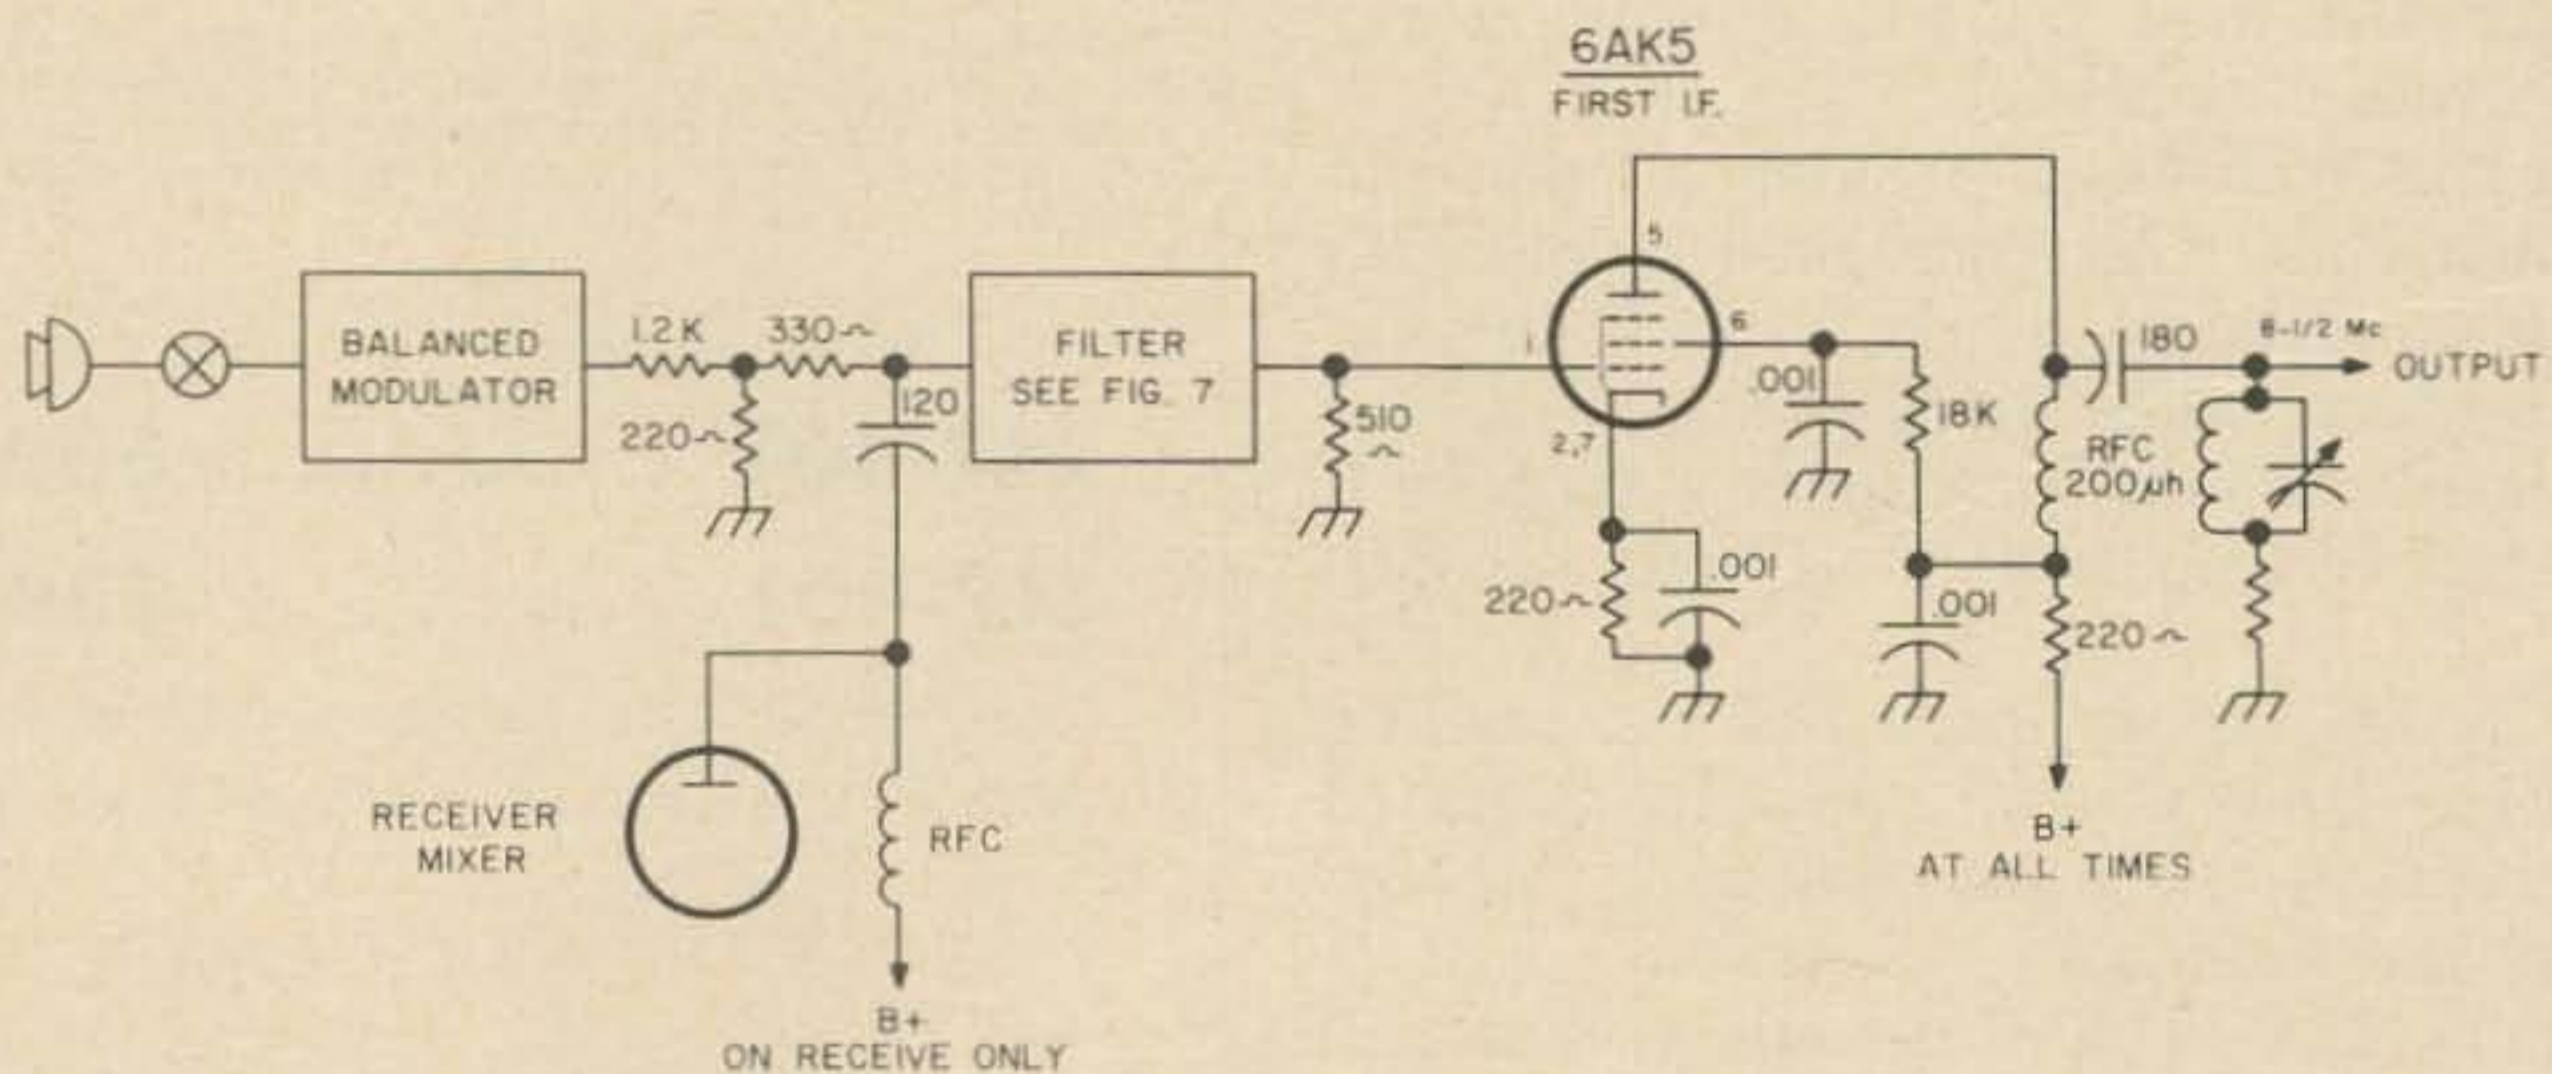 6AK5
FIRST I.F.
5
BALANCED
MODULATOR
1.2K
330~
220~
120
FILTER
SEE FIG. 7
510
~
1
6
2,7
.001
18K
180
8-1/2 Mc
OUTPUT
RFC
200µh
220~
.001
.001
220~
B+
AT ALL TIMES
RECEIVER
MIXER
RFC
B+
ON RECEIVE ONLY